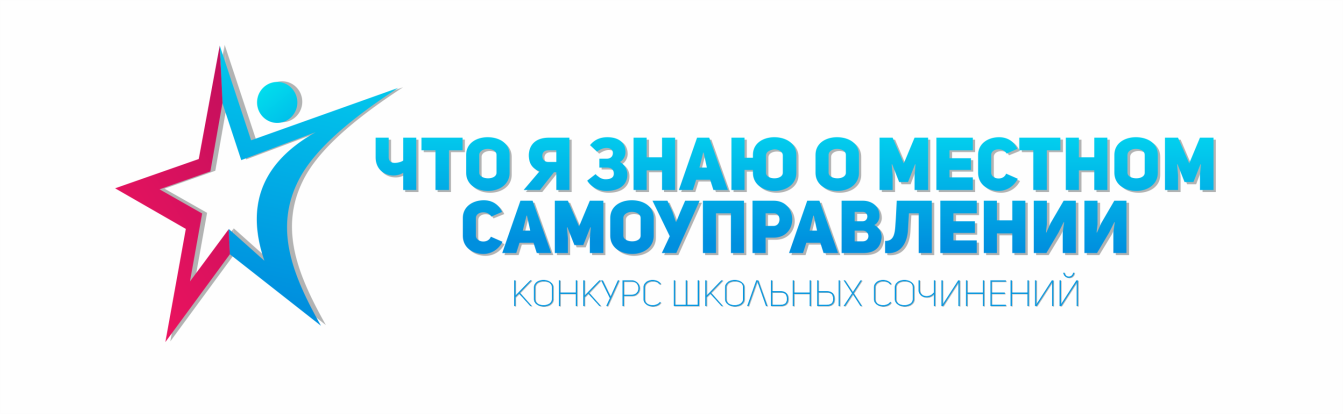 ЧТО Я ЗНАЮ О МЕСТНОМ
САМОУПРАВЛЕНИИ
КОНКУРС ШКОЛЬНЫХ СОЧИНЕНИЙ